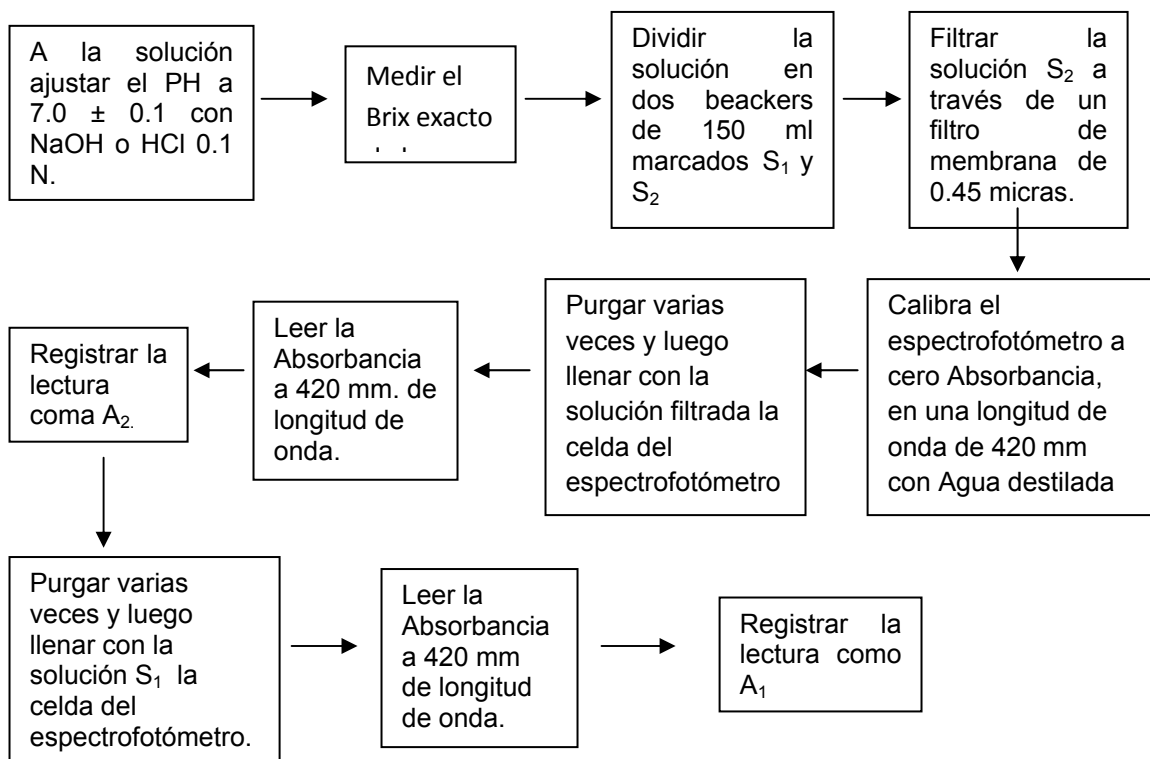 A la solución
ajustar el PH a
7.0 ± 0.1 con
NaOH o HCl 0.1
N.
Medir el
Brix exacto
Dividir la
solución en
dos beackers
de 150 ml
marcados S₁ y
S₂
Filtrar la
solución S₂ a
través de un
filtro de
membrana de
0.45 micras.
Calibra el
espectrofotómetro a
cero Absorbancia,
en una longitud de
onda de 420 mm
con Agua destilada
Purgar varias
veces y luego
llenar con la
solución filtrada la
celda del
espectrofotómetro
Leer la
Absorbancia
a 420 mm. de
longitud de
onda.
Registrar la
lectura
coma A₂.
Purgar varias
veces y luego
llenar con la
solución S₁ la
celda del
espectrofotómetro.
Leer la
Absorbancia
a 420 mm
de longitud
de onda.
Registrar la
lectura como
A₁